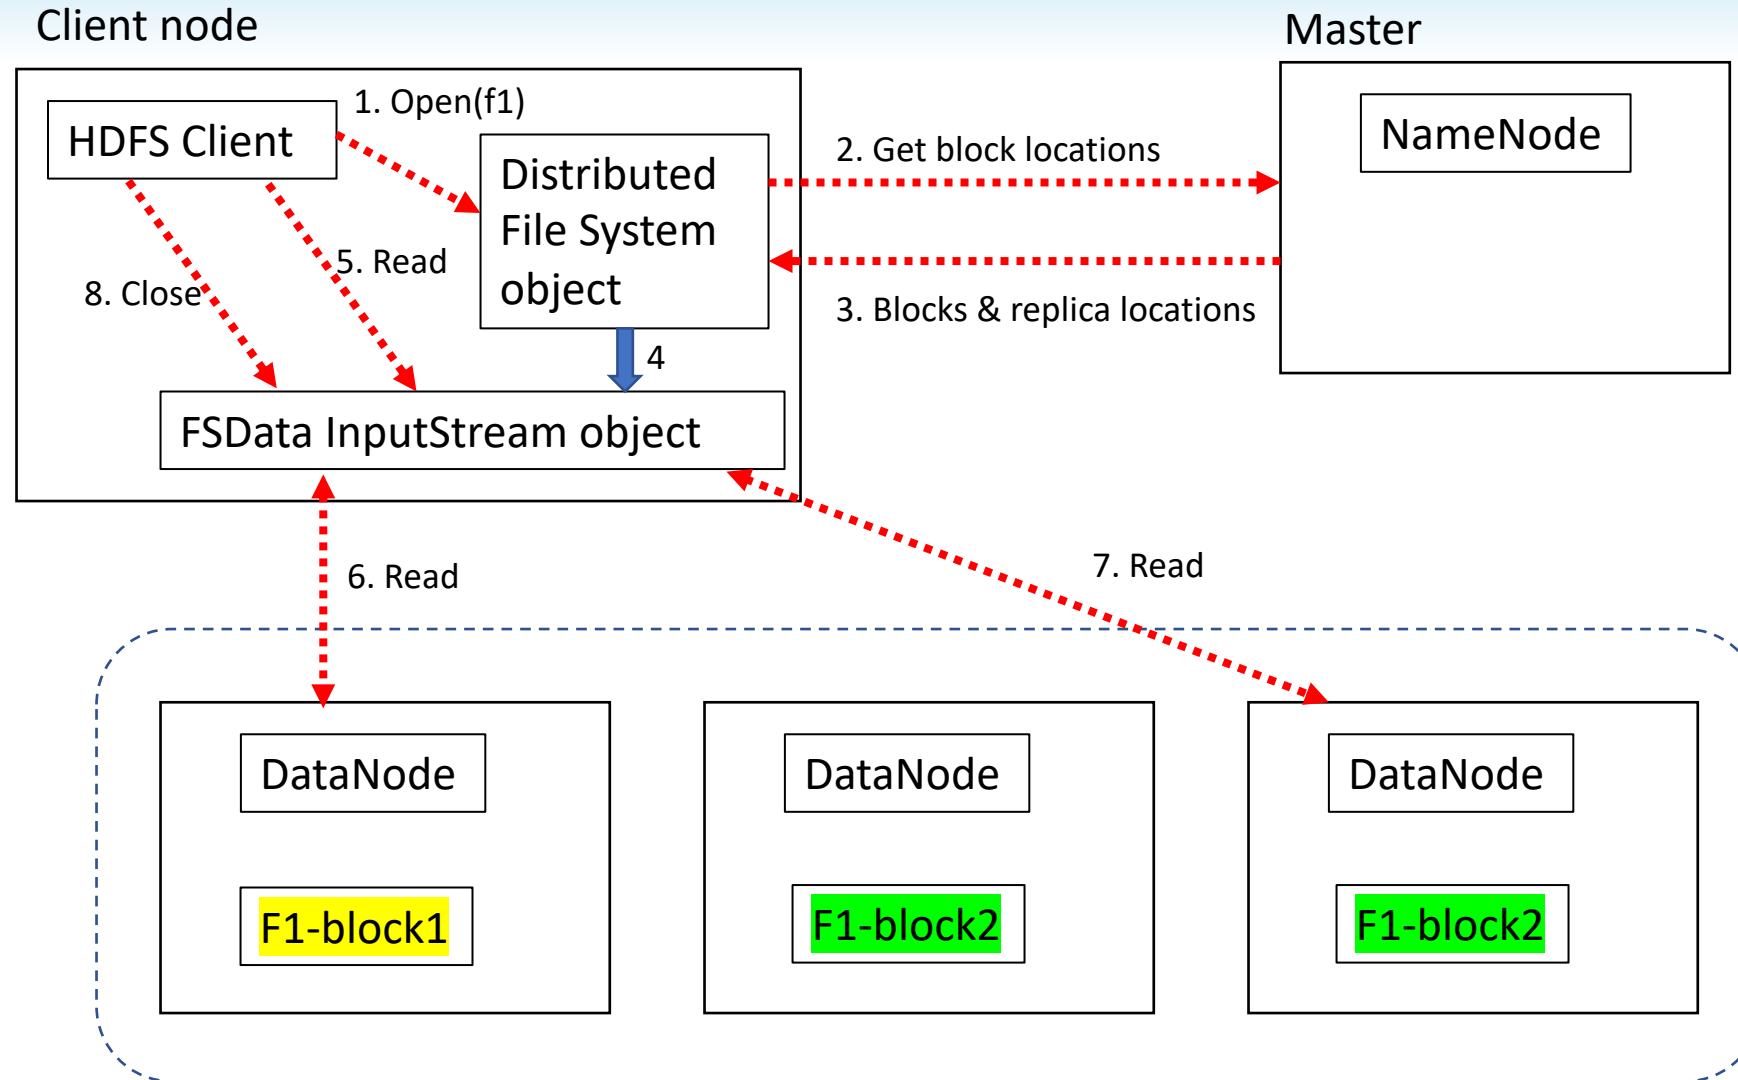 Client node
Master
HDFS Client
1. Open(f1)
Distributed
File System
object
2. Get block locations
NameNode
5. Read
8. Close
3. Blocks & replica locations
4
FSData InputStream object
6. Read
7. Read
DataNode
DataNode
DataNode
F1-block1
F1-block2
F1-block2